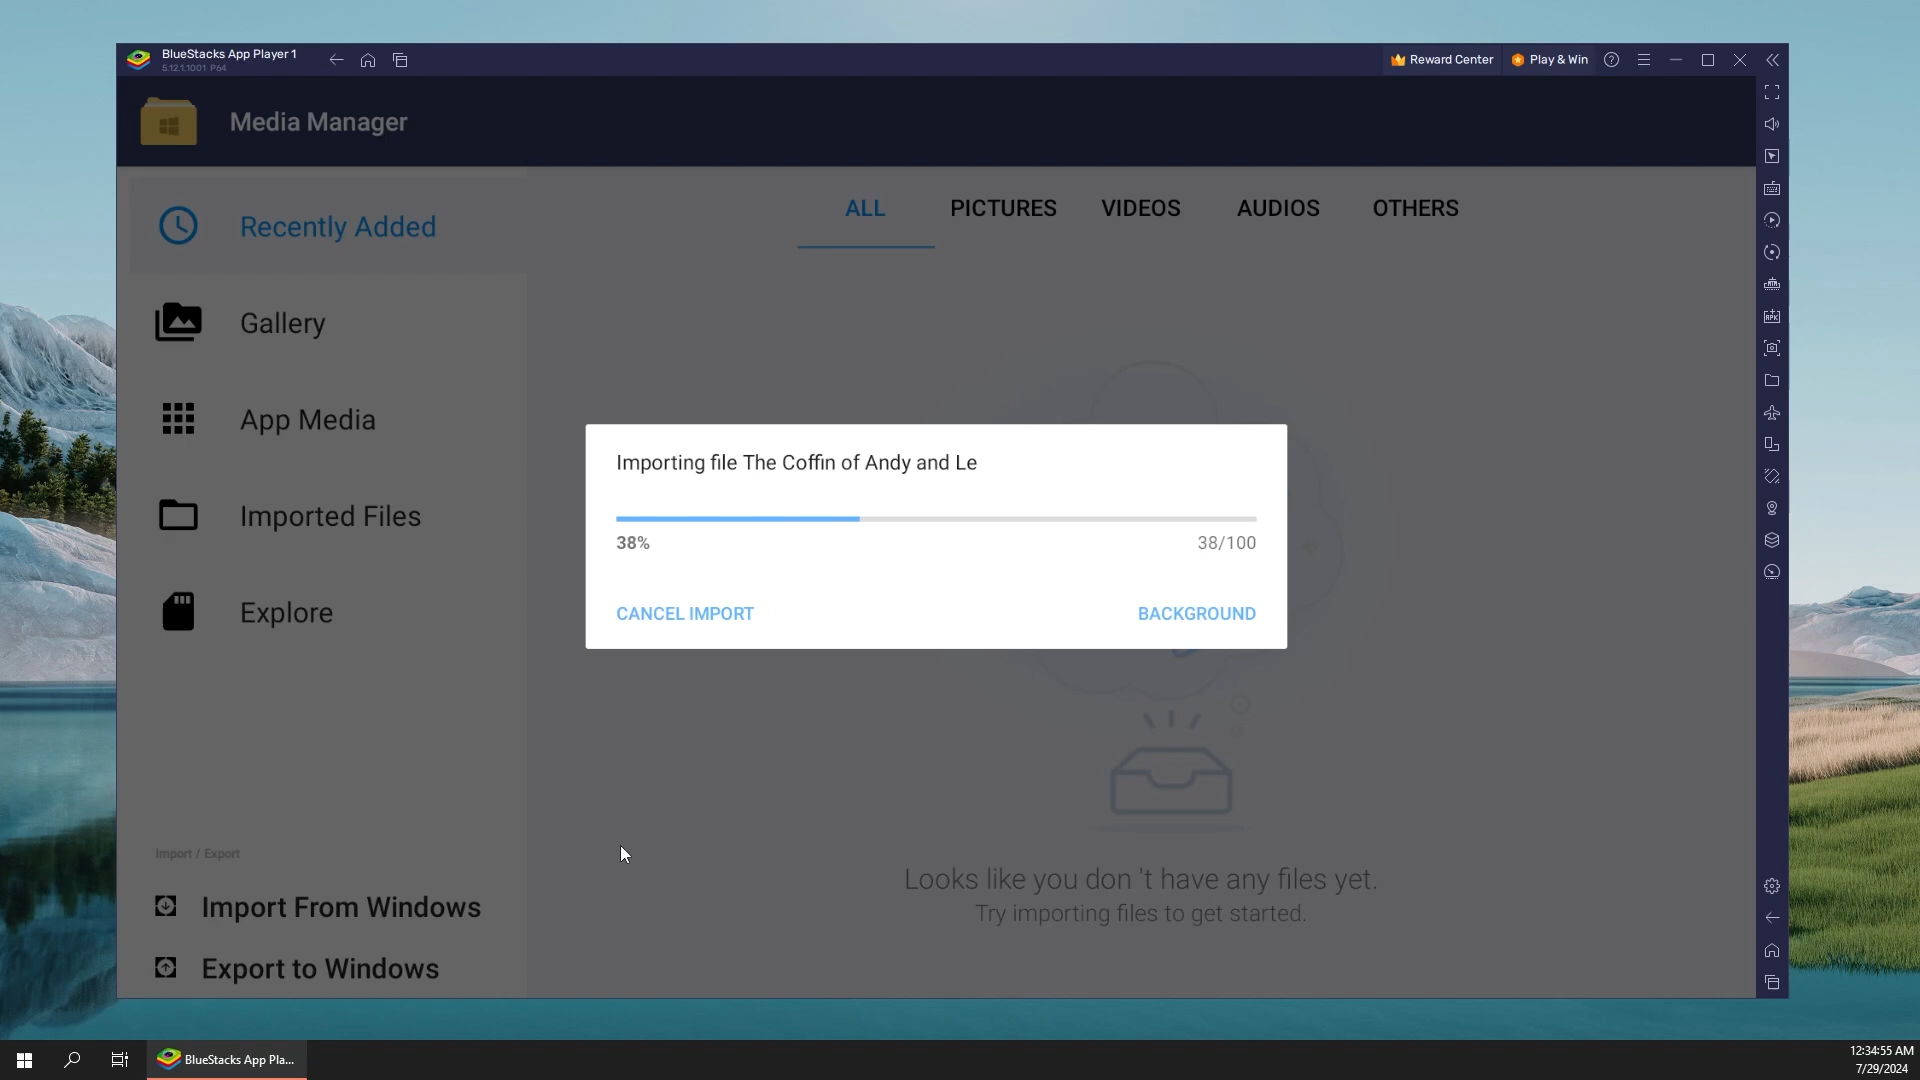 BlueStacks App Player 1
5.12.1.1001 P64
Reward Center
Play & Win
Media Manager
Recently Added
Gallery
App Media
Imported Files
Explore
Import / Export
Import From Windows
Export to Windows
ALL
PICTURES
VIDEOS
AUDIOS
OTHERS
Importing file The Coffin of Andy and Le
38%
38/100
CANCEL IMPORT
BACKGROUND
Looks like you don 't have any files yet.
Try importing files to get started.
APK
BlueStacks App Pla...
12:34:55 AM
7/29/2024